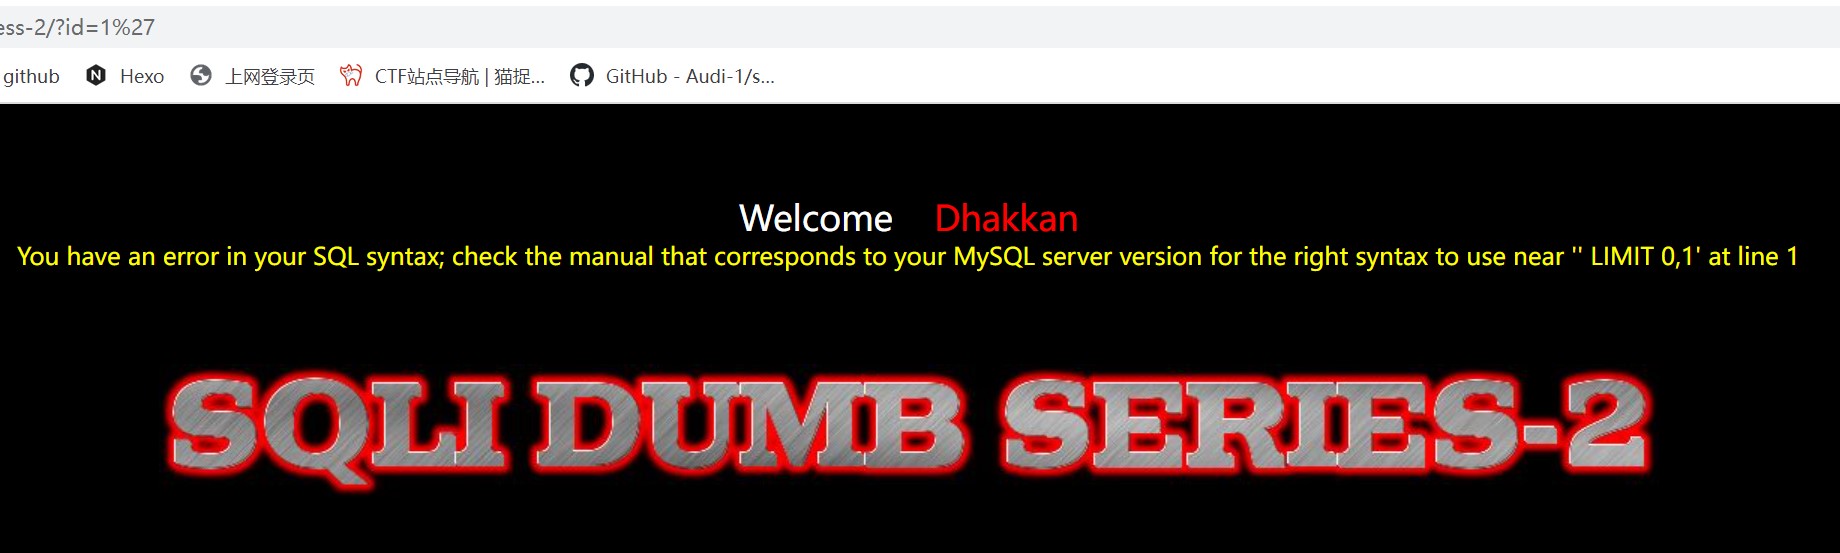 ess-2/?id=1%27
github Hexo 上网登录页 CTF站点导航 | 猫捉... GitHub - Audi-1/s...
Welcome Dhakkan
You have an error in your SQL syntax; check the manual that corresponds to your MySQL server version for the right syntax to use near '' LIMIT 0,1' at line 1
SQLI DUMB SERIES-2